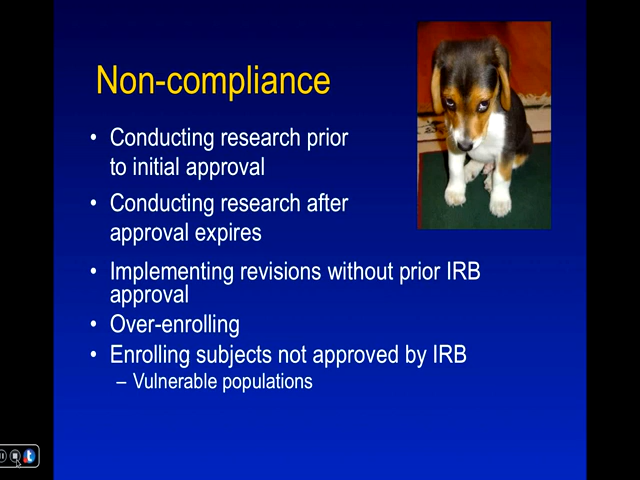 Non-compliance
• Conducting research prior
to initial approval
• Conducting research after
approval expires
• Implementing revisions without prior IRB
approval
• Over-enrolling
• Enrolling subjects not approved by IRB
– Vulnerable populations